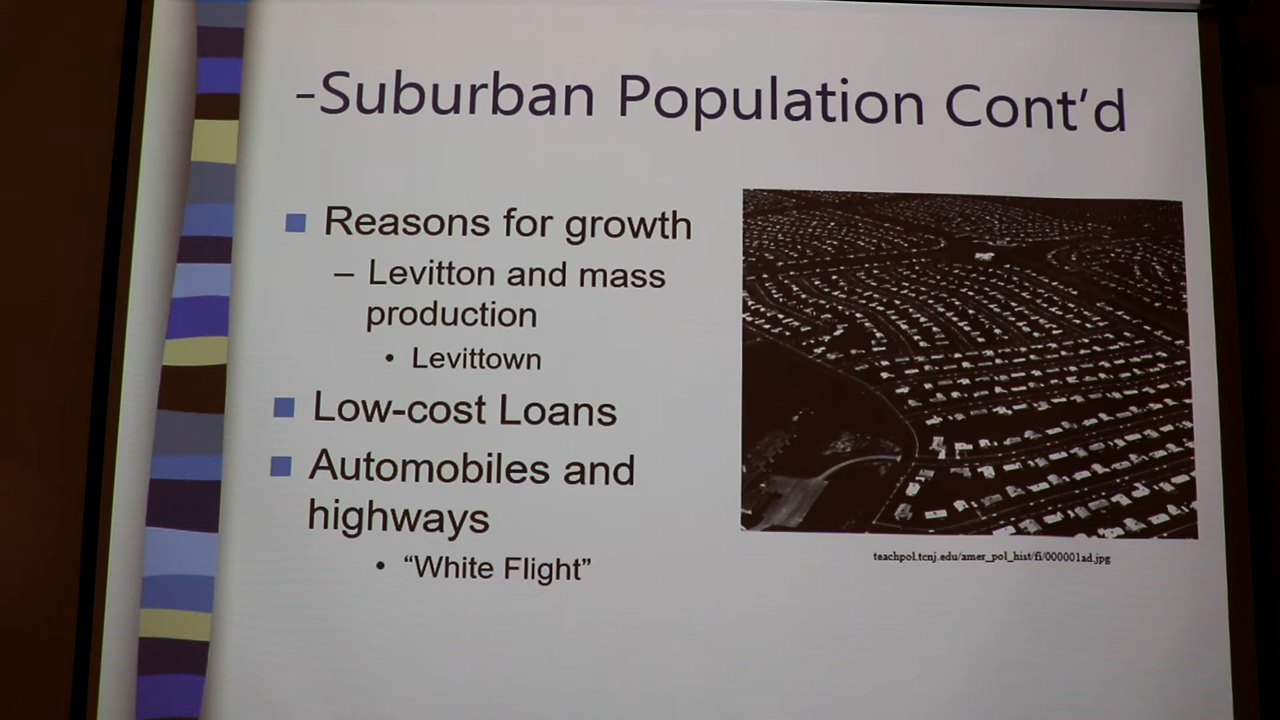 -Suburban Population Cont'd
■ Reasons for growth
– Levitton and mass
production
• Levittown
■ Low-cost Loans
■ Automobiles and
highways
• “White Flight”
teachpol.tcnj.edu/amer_pol_hist/fi/000001ad.jpg